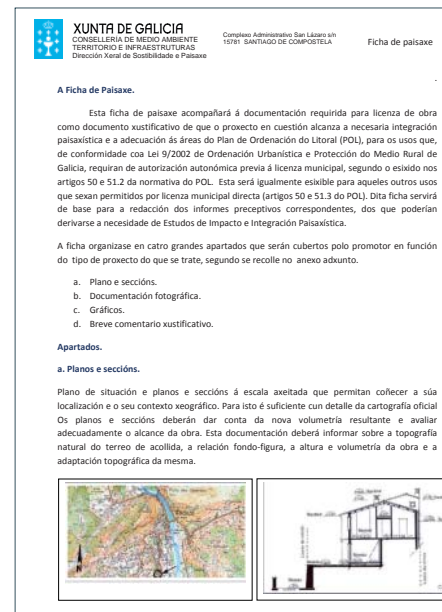 XUNTA DE GALICIA
CONSELLERÍA DE MEDIO AMBIENTE
TERRITORIO E INFRAESTRUTURAS
Dirección Xeral de Sostibilidade e Paisaxe
Complexo Administrativo San Lázaro s/n
15781 SANTIAGO DE COMPOSTELA
Ficha de paisaxe
A Ficha de Paisaxe.
Esta ficha de paisaxe acompañará á documentación requirida para licenza de obra
como documento xustificativo de que o proxecto en cuestión alcanza a necesaria integración
paisaxística e a adecuación ás áreas do Plan de Ordenación do Litoral (POL), para os usos que,
de conformidade coa Lei 9/2002 de Ordenación Urbanística e Protección do Medio Rural de
Galicia, requiran de autorización autonómica previa á licenza municipal, segundo o esixido nos
artigos 50 e 51.2 da normativa do POL. Esta será igualmente esixible para aqueles outros usos
que sexan permitidos por licenza municipal directa (artigos 50 e 51.3 do POL). Dita ficha servirá
de base para a redacción dos informes preceptivos correspondentes, dos que poderían
derivarse a necesidade de Estudos de Impacto e Integración Paisaxística.
A ficha organizase en catro grandes apartados que serán cubertos polo promotor en función
do tipo de proxecto do que se trate, segundo se recolle no anexo adxunto.
a. Plano e seccións.
b. Documentación fotográfica.
c. Gráficos.
d. Breve comentario xustificativo.
Apartados.
a. Planos e seccións.
Plano de situación e planos e seccións á escala axeitada que permitan coñecer a súa
localización e o seu contexto xeográfico. Para isto é suficiente cun detalle da cartografía oficial
Os planos e seccións deberán dar conta da nova volumetría resultante e avaliar
adecuadamente o alcance da obra. Esta documentación deberá informar sobre a topografía
natural do terreo de acollida, a relación fondo-figura, a altura e volumetría da obra e a
adaptación topográfica da mesma.